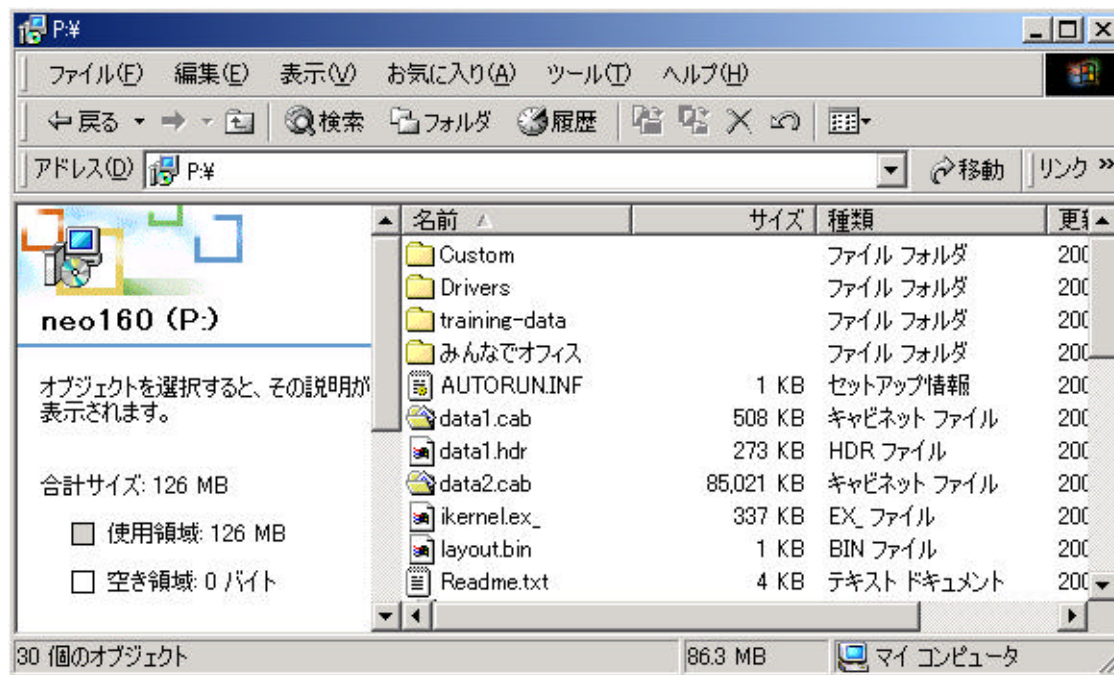 P:¥
ファイル(F) 編集(E) 表示(V) お気に入り(A) ツール(T) ヘルプ(H)
戻る 検索 フォルダ 履歴
アドレス(D) P:¥ 移動 リンク »
neo160 (P:)
オブジェクトを選択すると、その説明が
表示されます。
合計サイズ: 126 MB
使用領域: 126 MB
空き領域: 0 バイト
名前 サイズ 種類
Custom ファイル フォルダ 200
Drivers ファイル フォルダ 200
training-data ファイル フォルダ 200
みんなでオフィス ファイル フォルダ 200
AUTORUN.INF 1 KB セットアップ情報 200
data1.cab 508 KB キャビネット ファイル 200
data1.hdr 273 KB HDR ファイル 200
data2.cab 85,021 KB キャビネット ファイル 200
ikernel.ex_ 337 KB EX_ ファイル 200
layout.bin 1 KB BIN ファイル 200
Readme.txt 4 KB テキスト ドキュメント 200
30 個のオブジェクト 86.3 MB マイ コンピュータ